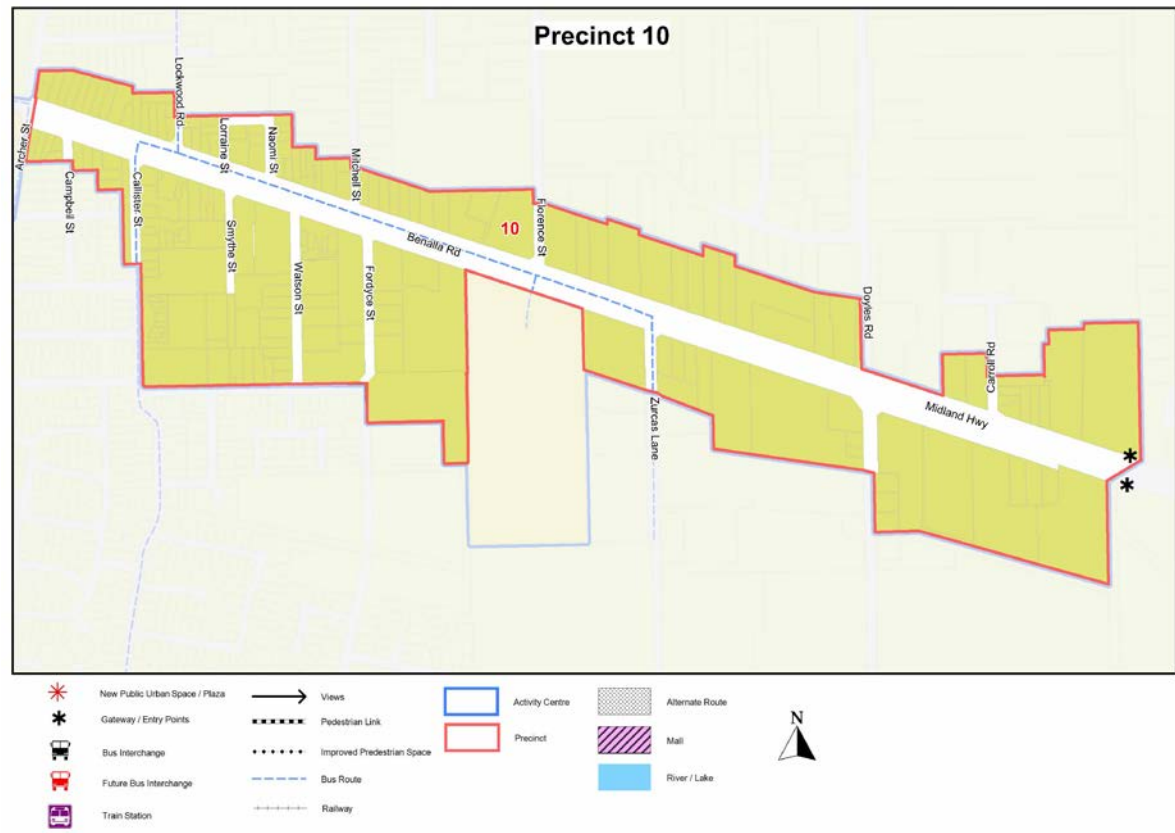 Precinct 10
Lockwood Rd
Archer St
Campbell St
Callister St
Lorraine St
Naomi St
Smythe St
Mitchell St
Watson St
Fordyce St
Benalla Rd
10
Florence St
Zurcas Lane
Doyles Rd
Carroll Rd
Midland Hwy
New Public Urban Space / Plaza
Gateway / Entry Points
Bus Interchange
Future Bus Interchange
Train Station
Views
Pedestrian Link
Improved Predestrian Space
Bus Route
Railway
Activity Centre
Precinct
Alternate Route
Mall
River / Lake
N